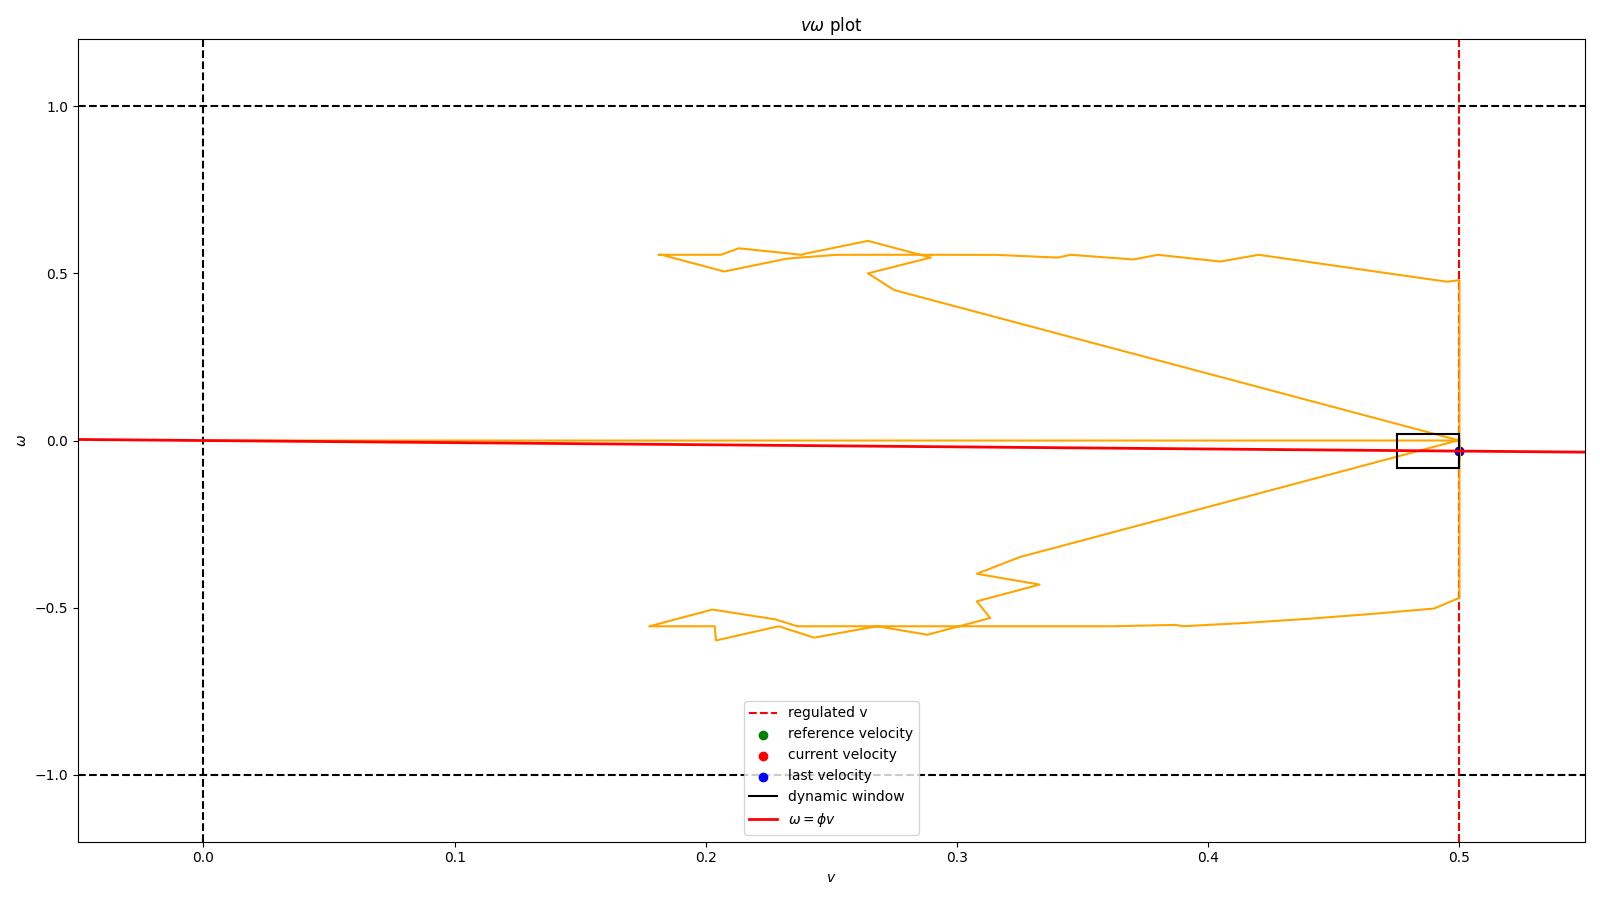 vω plot
1.0
0.5
0.0
−0.5
−1.0
ω
regulated v
reference velocity
current velocity
last velocity
dynamic window
ω = ϕv
0.0 0.1 0.2 0.3 0.4 0.5
v